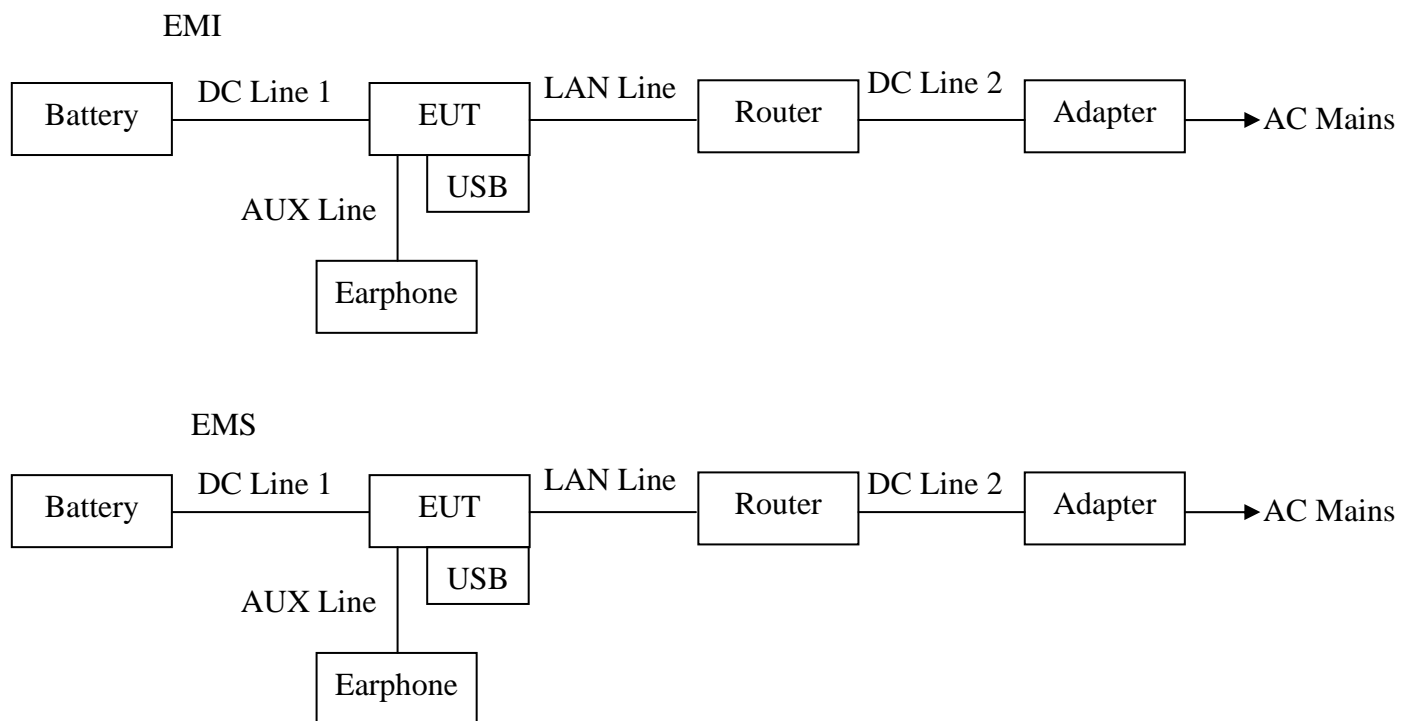 EMI
DC Line 1
LAN Line
DC Line 2
Battery
EUT
Router
Adapter
AC Mains
USB
AUX Line
Earphone
EMS
DC Line 1
LAN Line
DC Line 2
Battery
EUT
Router
Adapter
AC Mains
USB
AUX Line
Earphone